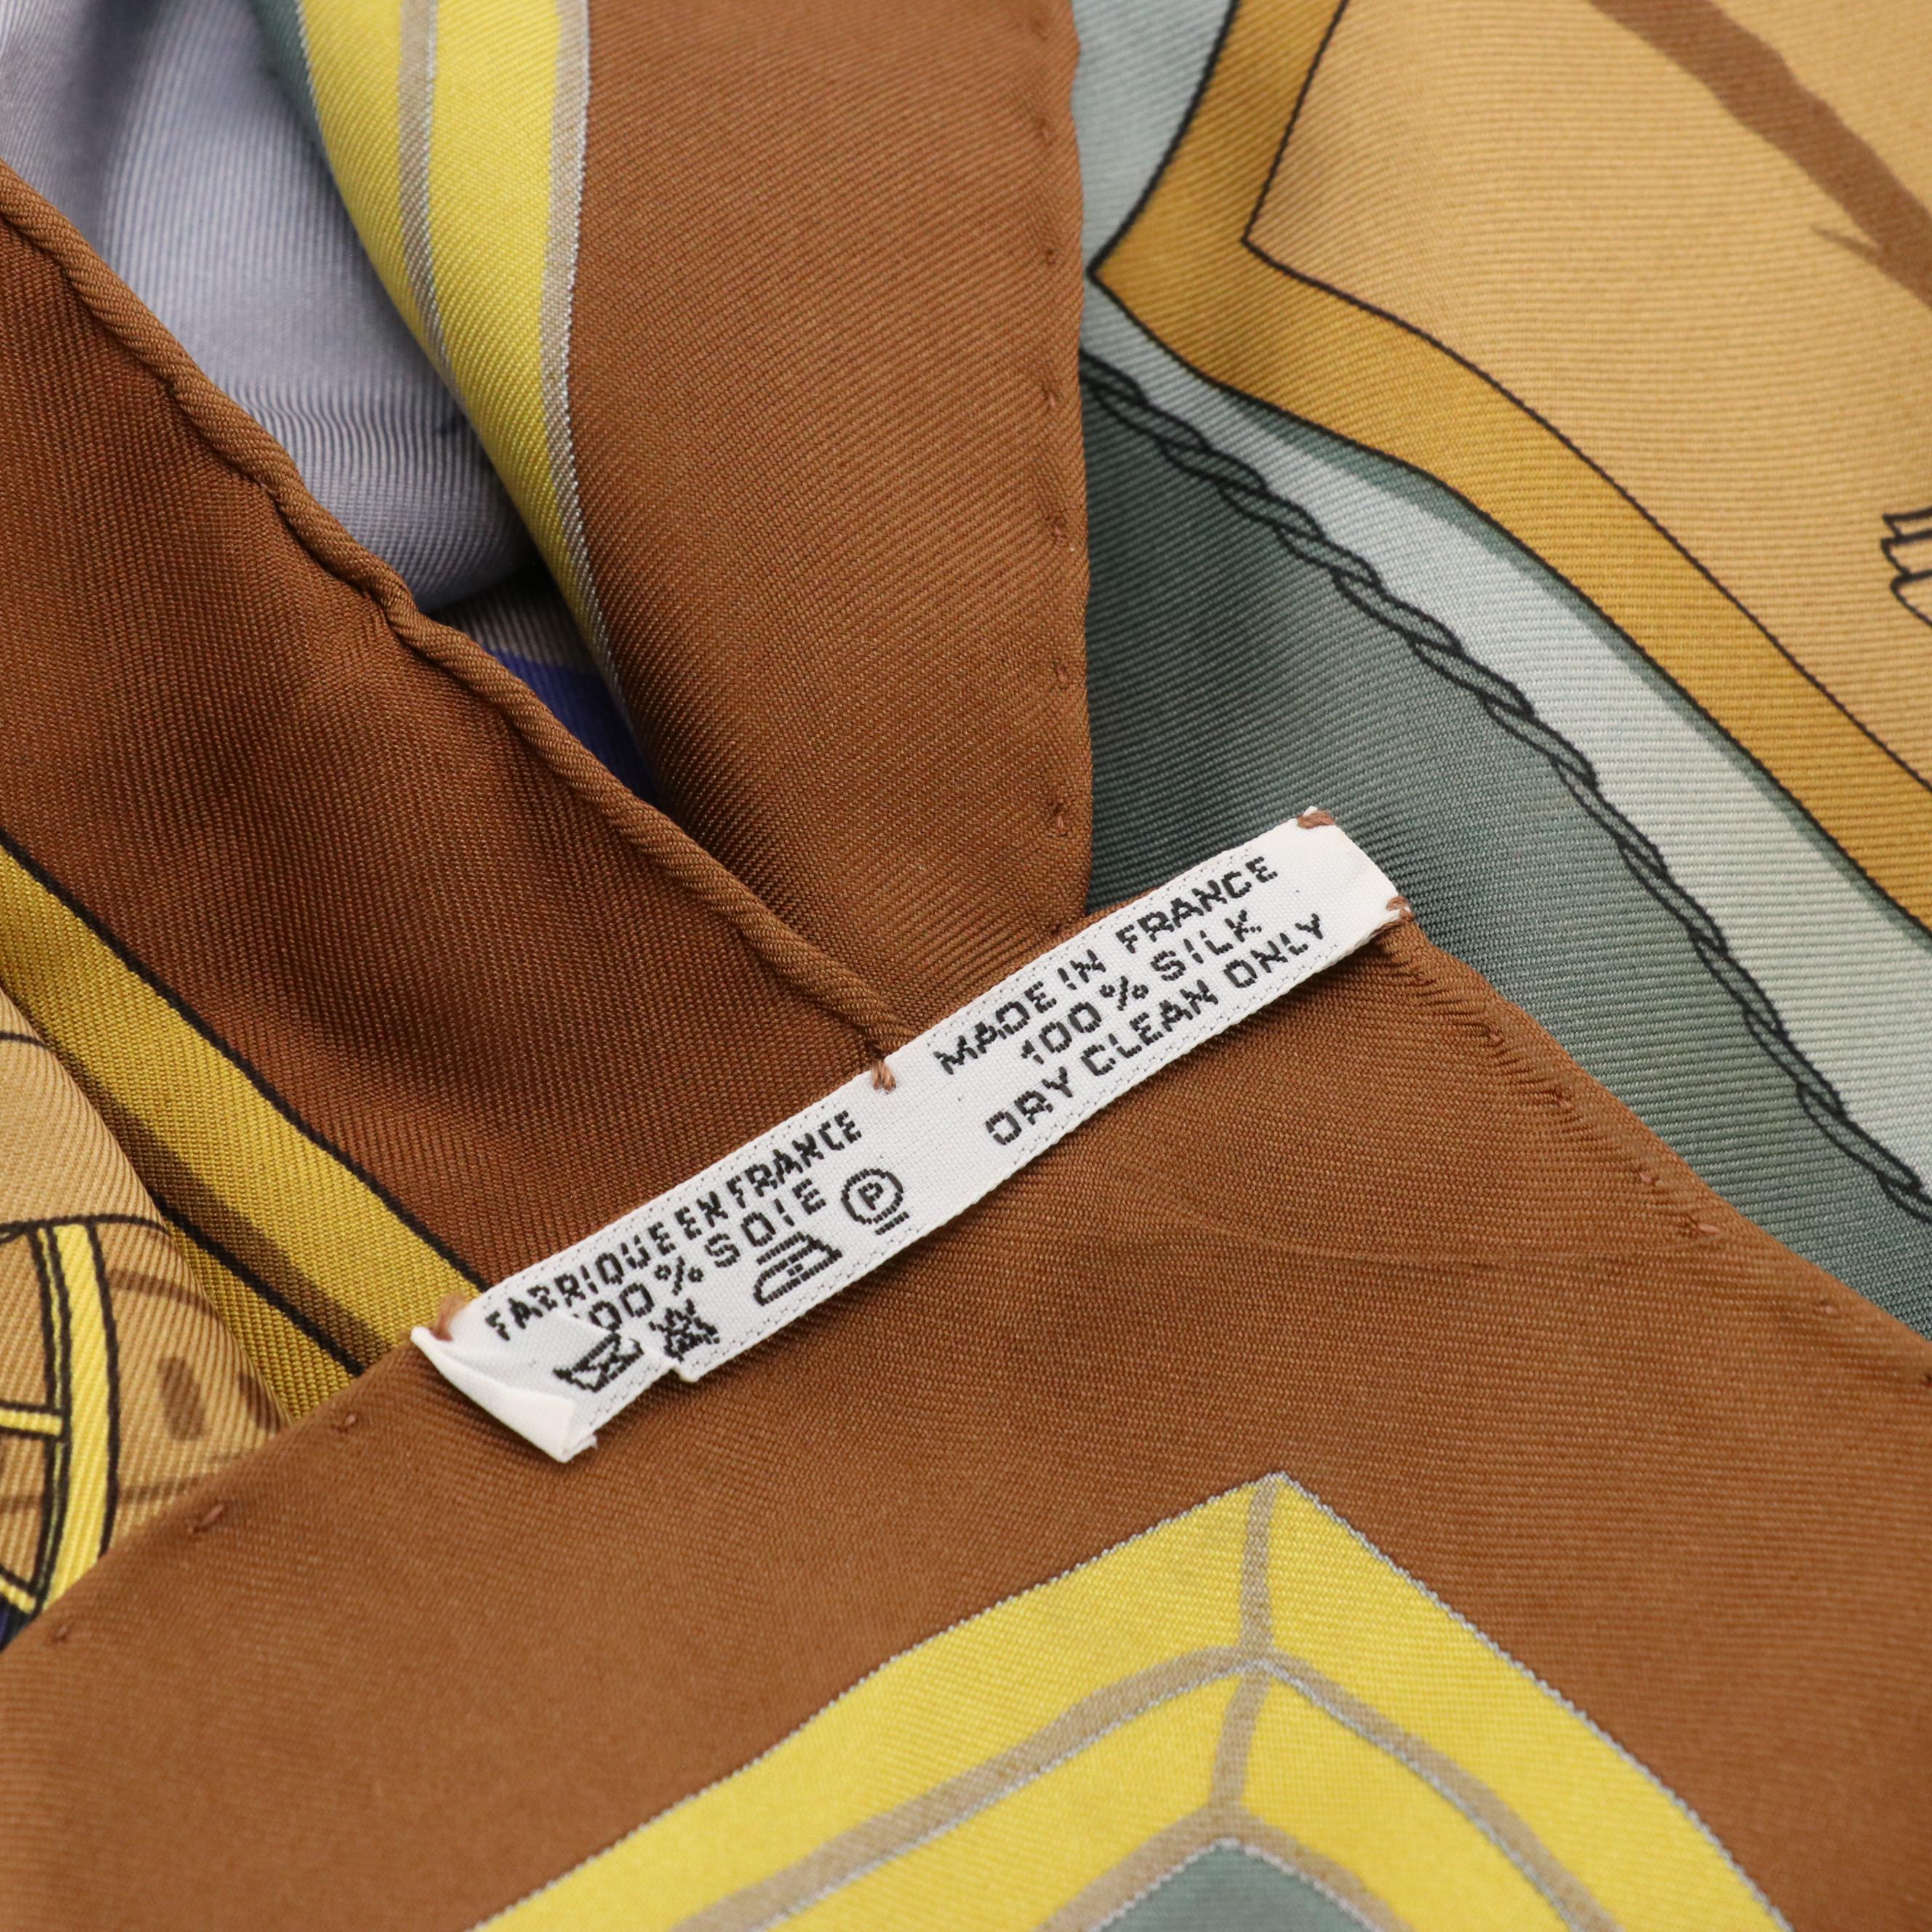 FABRIQUE EN FRANCE
100% SOIE
P
MADE IN FRANCE
100% SILK
DRY CLEAN ONLY